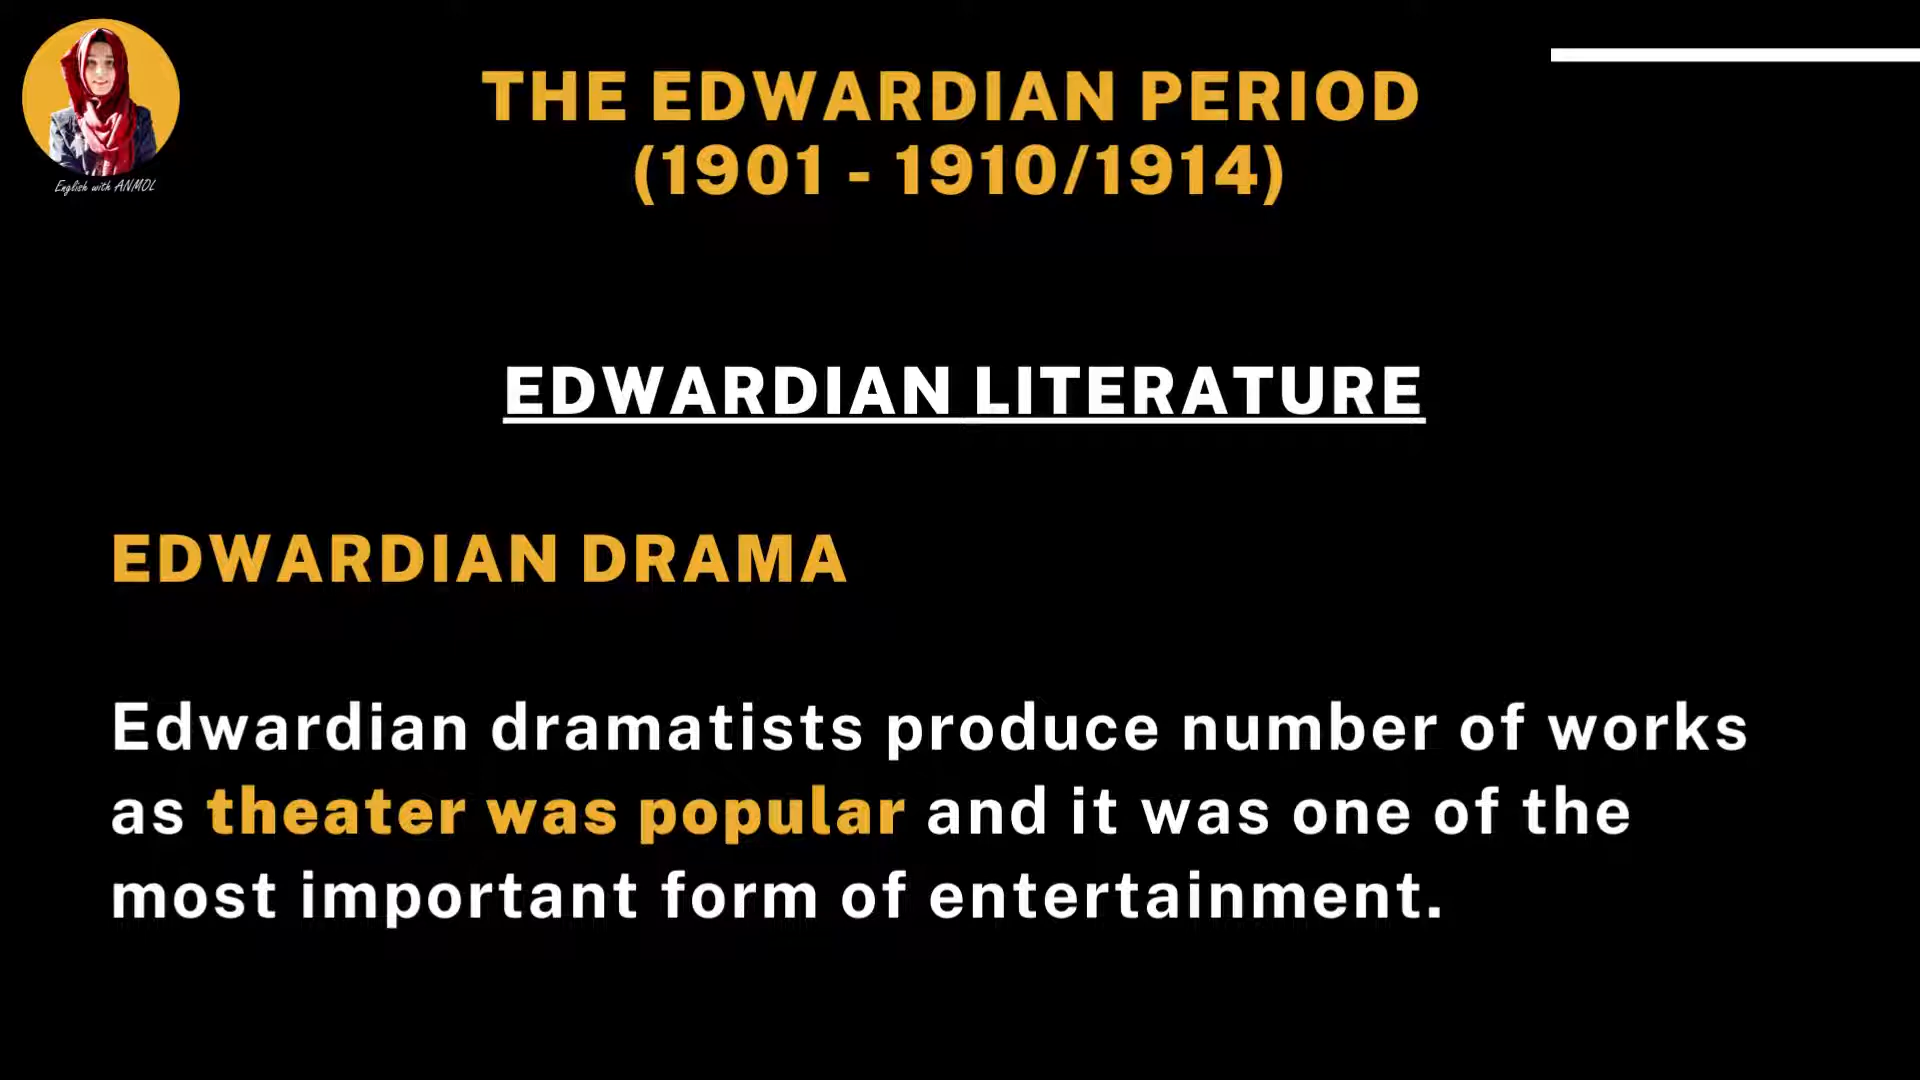 English with ANMOL
THE EDWARDIAN PERIOD
(1901 - 1910/1914)
EDWARDIAN LITERATURE
EDWARDIAN DRAMA
Edwardian dramatists produce number of works
as theater was popular and it was one of the
most important form of entertainment.